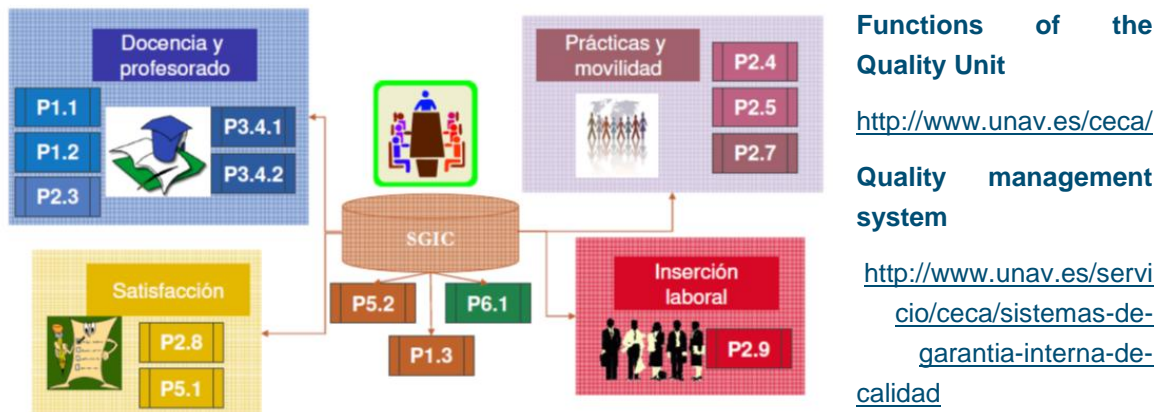 Docencia y
profesorado
P1.1
P1.2
P2.3
P3.4.1
P3.4.2
Prácticas y
movilidad
P2.4
P2.5
P2.7
SGIC
Satisfacción
P2.8
P5.1
P5.2
P6.1
P1.3
Inserción
laboral
P2.9
Functions of the
Quality Unit
http://www.unav.es/ceca/
Quality management
system
http://www.unav.es/servi
cio/ceca/sistemas-de-
garantia-interna-de-
calidad